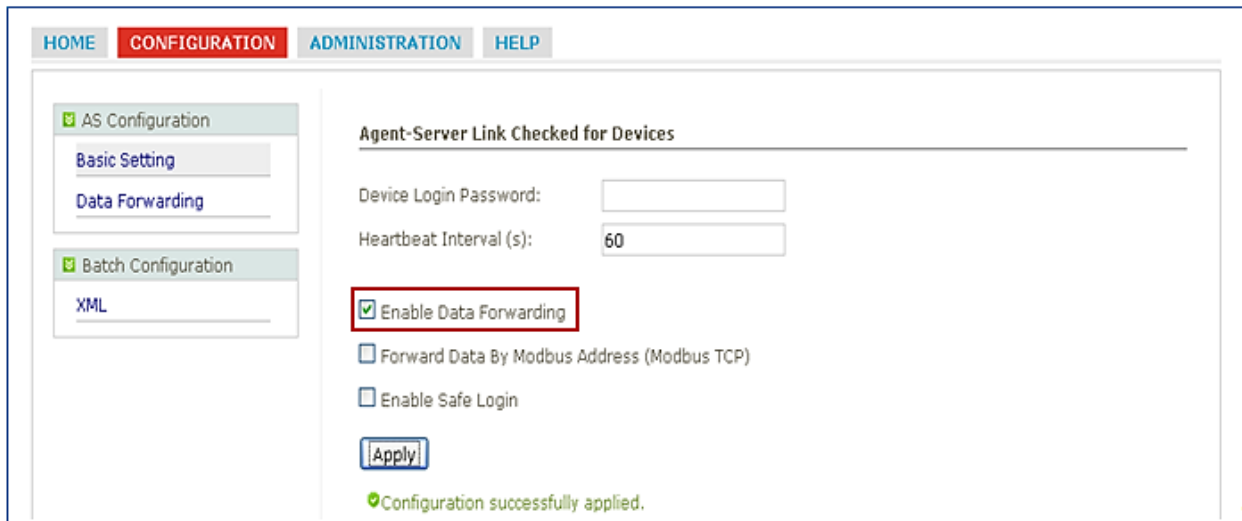 HOME CONFIGURATION ADMINISTRATION HELP
AS Configuration
Basic Setting
Data Forwarding
Batch Configuration
XML
Agent-Server Link Checked for Devices
Device Login Password:
Heartbeat Interval (s): 60
Enable Data Forwarding
Forward Data By Modbus Address (Modbus TCP)
Enable Safe Login
Apply
Configuration successfully applied.